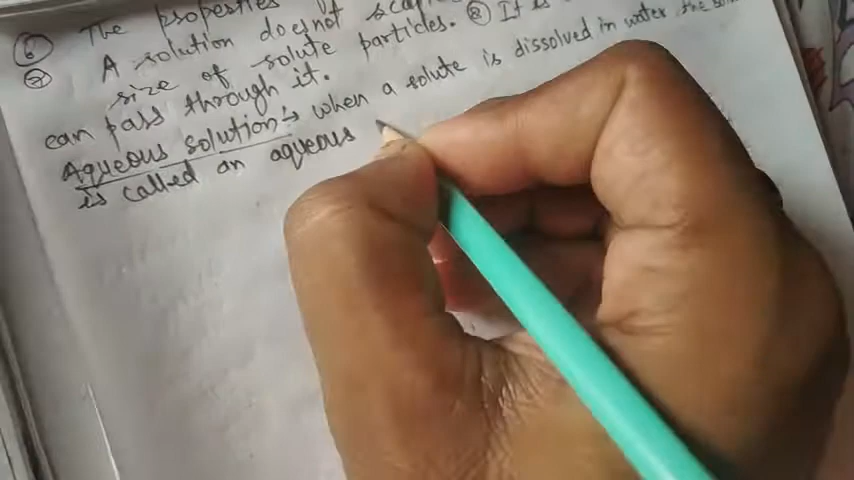 ⑥ The properties
⑦ A solution does not
size of solute particles. ⑧ It is
can pass through it.
Aqueous solution:- when a solute is dissolved in water the
is called an aqueous